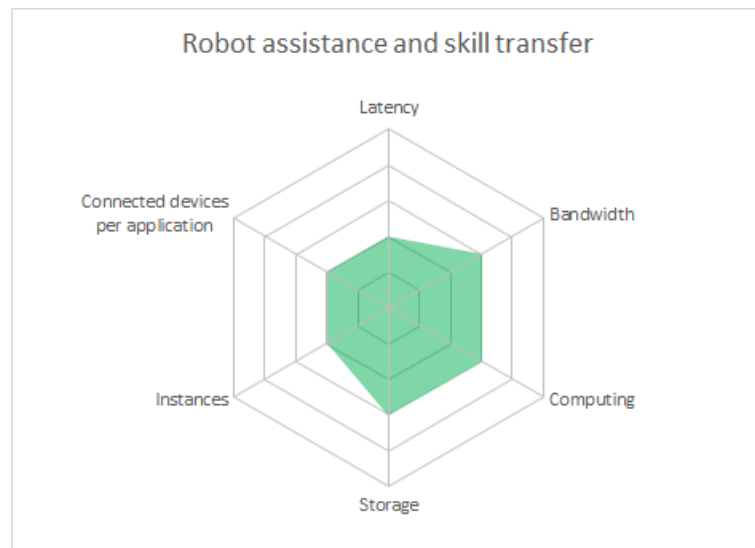 Robot assistance and skill transfer
Latency
Connected devices
per application
Bandwidth
Instances
Computing
Storage